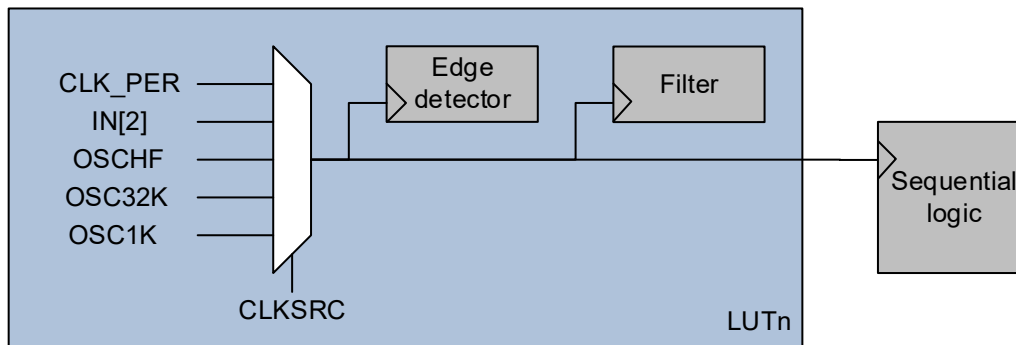 CLK_PER
IN[2]
OSCHF
OSC32K
OSC1K
CLKSRC
Edge
detector
Filter
Sequential
logic
LUTn